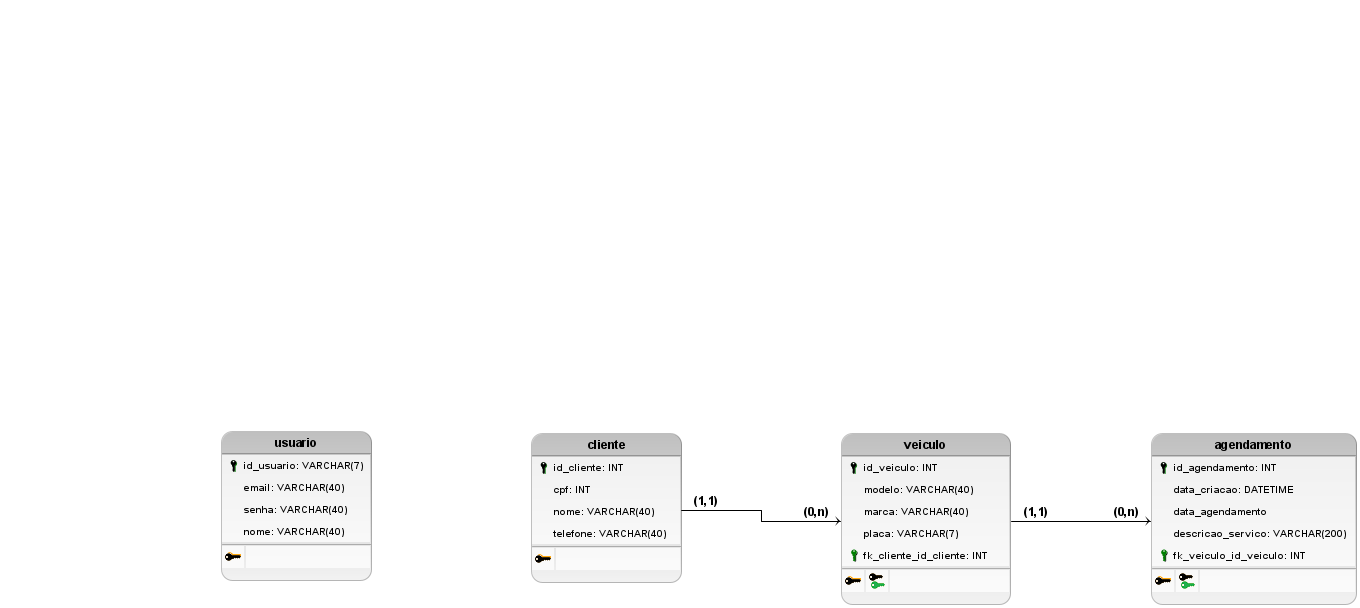 usuario
id_usuario: VARCHAR(7)
email: VARCHAR(40)
senha: VARCHAR(40)
nome: VARCHAR(40)
cliente
id_cliente: INT
cpf: INT
nome: VARCHAR(40)
telefone: VARCHAR(40)
(1,1)
(0,n)
veiculo
id_veiculo: INT
modelo: VARCHAR(40)
marca: VARCHAR(40)
placa: VARCHAR(7)
fk_cliente_id_cliente: INT
(1,1)
(0,n)
agendamento
id_agendamento: INT
data_criacao: DATETIME
data_agendamento
descricao_servico: VARCHAR(200)
fk_veiculo_id_veiculo: INT